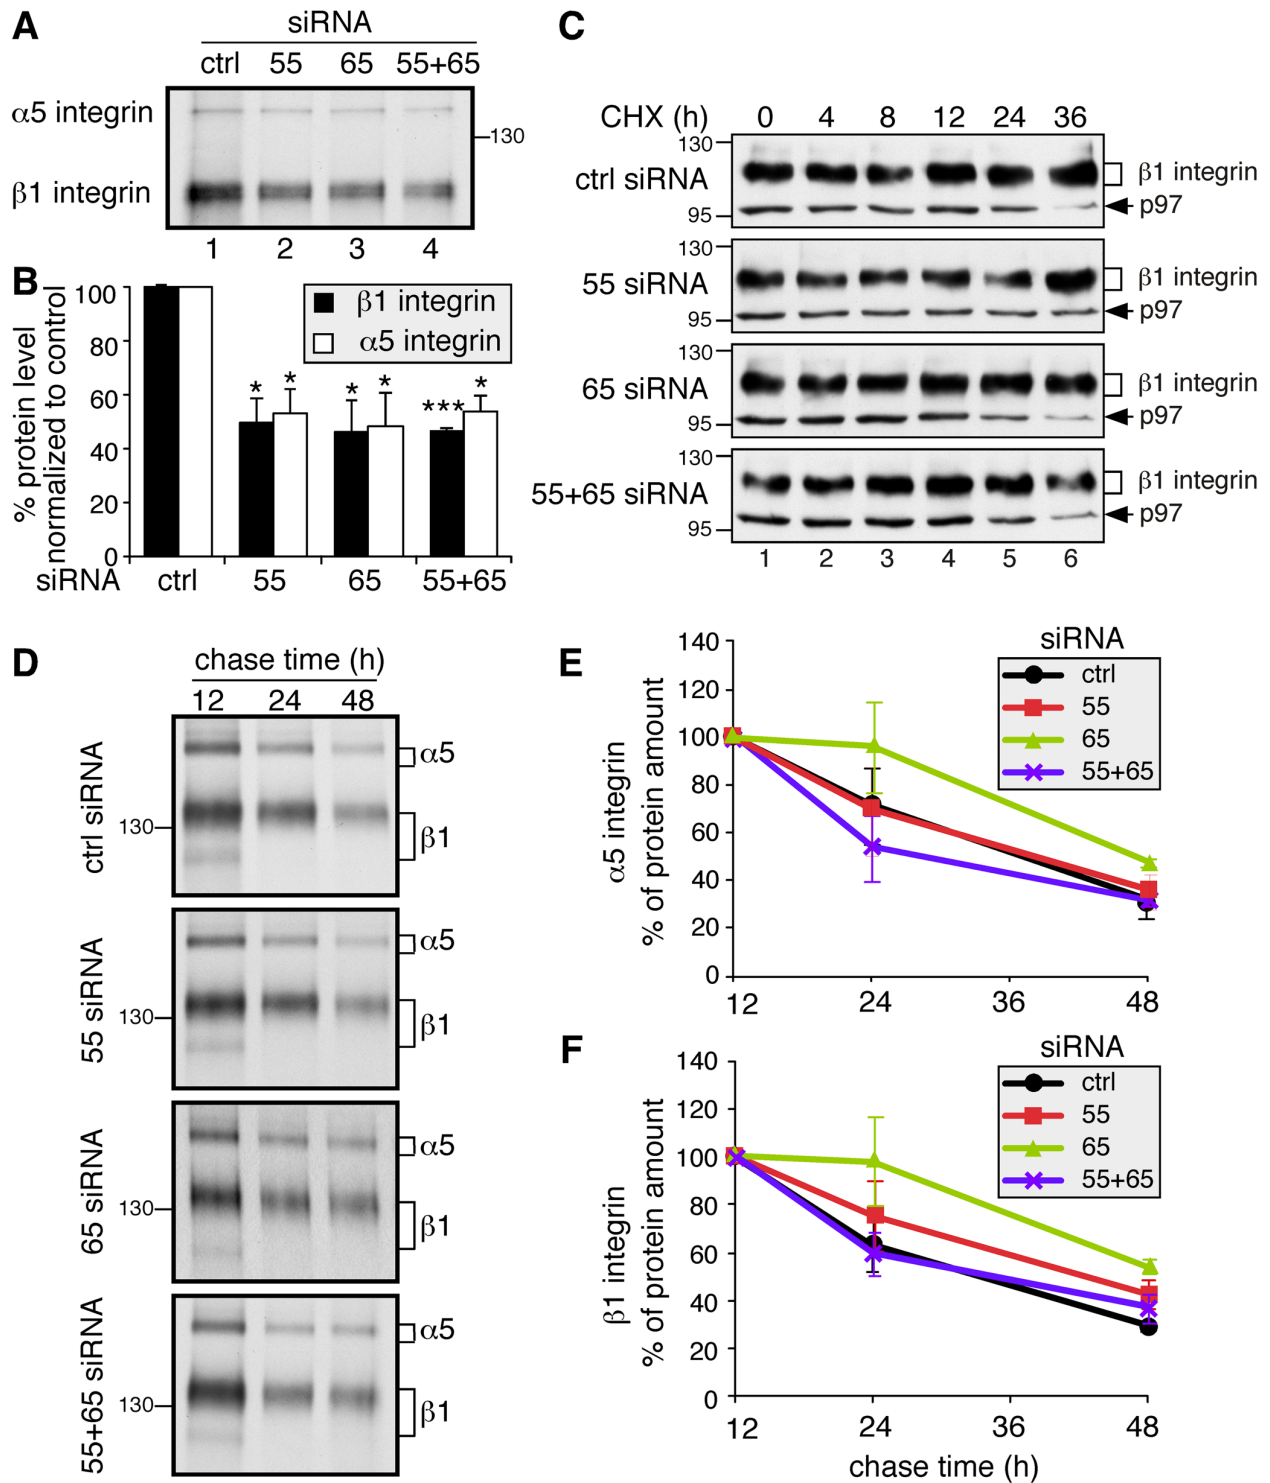 A
siRNA
ctrl 55 65 55+65
α5 integrin
130
β1 integrin
1 2 3 4
B
% protein level
normalized to control
100
80
60
40
20
0
β1 integrin
α5 integrin
* * * * *** *
siRNA ctrl 55 65 55+65
C
CHX (h) 0 4 8 12 24 36
130
ctrl siRNA
β1 integrin
95
p97
130
55 siRNA
β1 integrin
95
p97
130
65 siRNA
β1 integrin
95
p97
130
55+65 siRNA
β1 integrin
95
p97
1 2 3 4 5 6
D
chase time (h)
12 24 48
ctrl siRNA
α5
130
β1
55 siRNA
α5
130
β1
65 siRNA
α5
130
β1
55+65 siRNA
α5
130
β1
E
α5 integrin
% of protein amount
140
120
100
80
60
40
20
0
12 24 36 48
siRNA
ctrl
55
65
55+65
F
β1 integrin
% of protein amount
140
120
100
80
60
40
20
0
12 24 36 48
chase time (h)
siRNA
ctrl
55
65
55+65